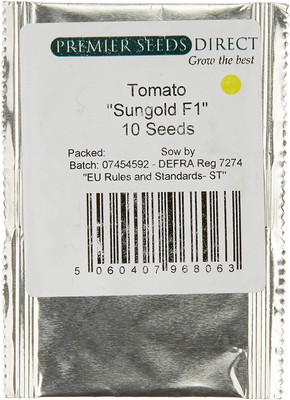 PREMIER SEEDS DIRECT
Grow the best
Tomato
"Sungold F1"
10 Seeds
Packed: Sow by
Batch: 07454592 - DEFRA Reg 7274
"EU Rules and Standards- ST"
5 060407 968063